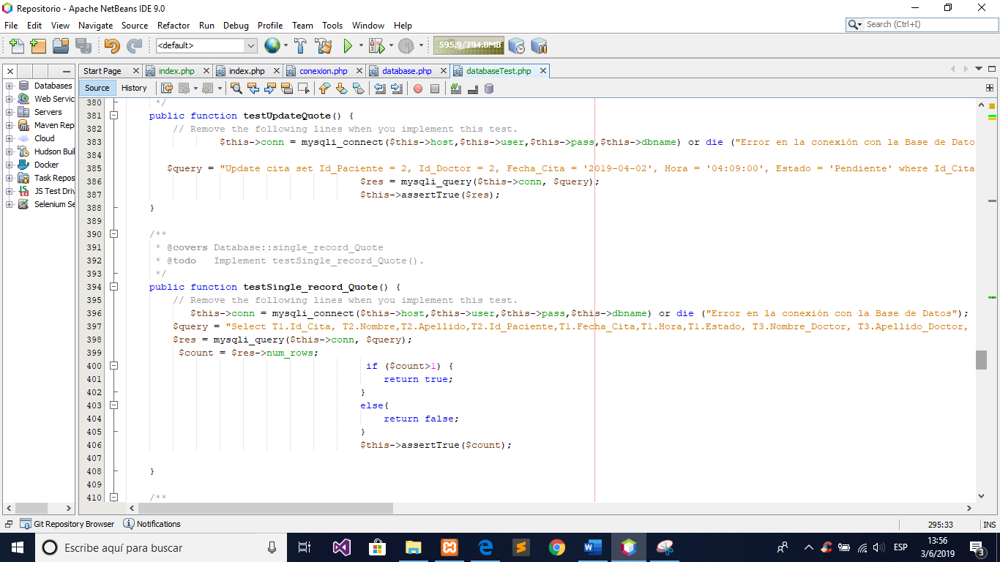 Repositorio - Apache NetBeans IDE 9.0
File Edit View Navigate Source Refactor Run Debug Profile Team Tools Window Help
Search (Ctrl+I)
<default>
595.9/794.0MB
Start Page index.php index.php conexion.php database.php databaseTest.php
Source History
Databases
Web Servic
Servers
Maven Rep
Cloud
Hudson Buil
Docker
Task Repos
JS Test Driv
Selenium Se
380 */
381 public function testUpdateQuote() {
382 // Remove the following lines when you implement this test.
383 $this->conn = mysqli_connect($this->host,$this->user,$this->pass,$this->dbname) or die ("Error en la conexión con la Base de Dato
384
385 $query = "Update cita set Id_Paciente = 2, Id_Doctor = 2, Fecha_Cita = '2019-04-02', Hora = '04:09:00', Estado = 'Pendiente' where Id_Cita
386 $res = mysqli_query($this->conn, $query);
387 $this->assertTrue($res);
388 }
389
390 /**
391 * @covers Database::single_record_Quote
392 * @todo   Implement testSingle_record_Quote().
393 */
394 public function testSingle_record_Quote() {
395 // Remove the following lines when you implement this test.
396 $this->conn = mysqli_connect($this->host,$this->user,$this->pass,$this->dbname) or die ("Error en la conexión con la Base de Datos");
397 $query = "Select T1.Id_Cita, T2.Nombre,T2.Apellido,T2.Id_Paciente,T1.Fecha_Cita,T1.Hora,T1.Estado, T3.Nombre_Doctor, T3.Apellido_Doctor,
398 $res = mysqli_query($this->conn, $query);
399 $count = $res->num_rows;
400 if ($count>1) {
401 return true;
402 }
403 else{
404 return false;
405 }
406 $this->assertTrue($count);
407
408 }
409
410 /**
Git Repository Browser Notifications
295:33 INS
Escribe aquí para buscar
ESP
13:56
3/6/2019
3